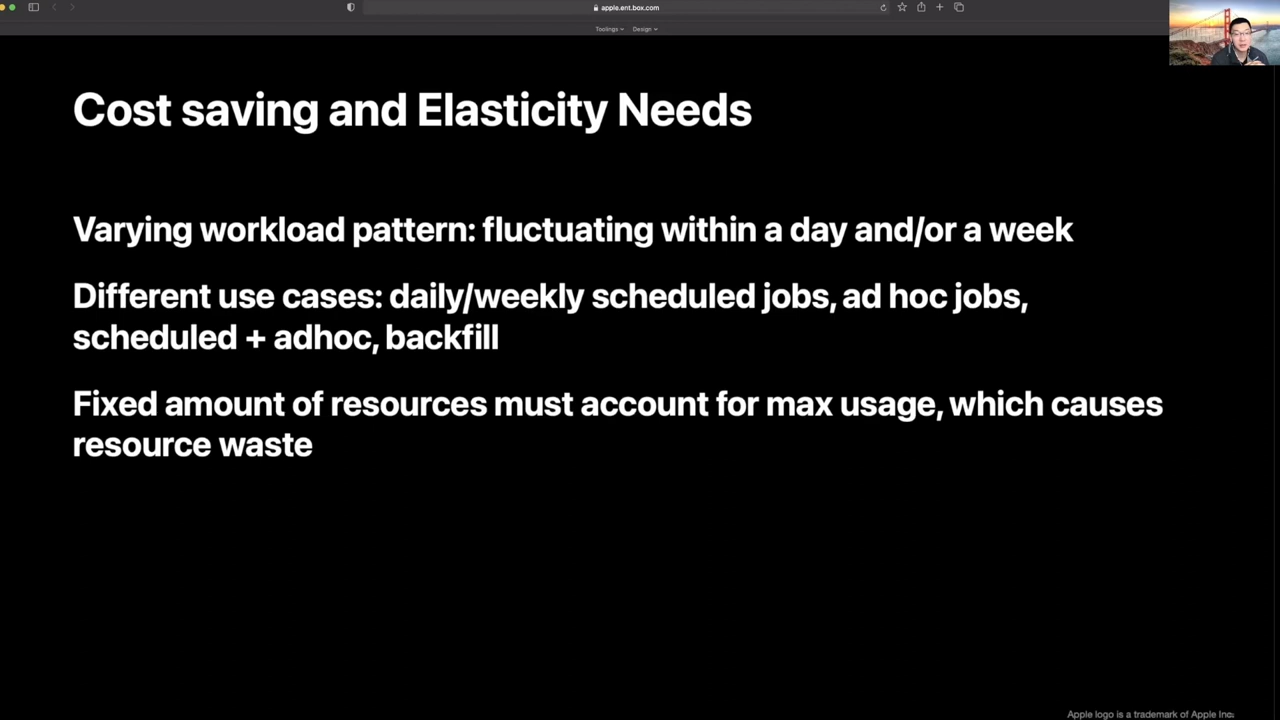 apple.ent.box.com
Toolings
Design
Cost saving and Elasticity Needs
Varying workload pattern: fluctuating within a day and/or a week
Different use cases: daily/weekly scheduled jobs, ad hoc jobs,
scheduled + adhoc, backfill
Fixed amount of resources must account for max usage, which causes
resource waste
Apple logo is a trademark of Apple Inc.